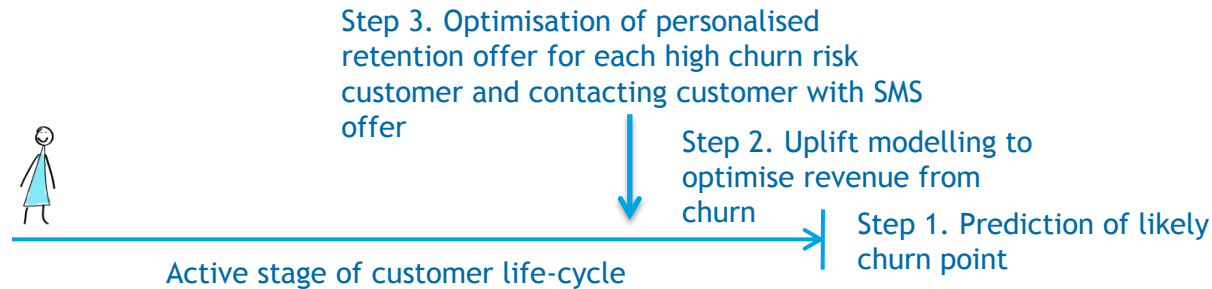 Step 3. Optimisation of personalised
retention offer for each high churn risk
customer and contacting customer with SMS
offer
Step 2. Uplift modelling to
optimise revenue from
churn
Step 1. Prediction of likely
churn point
Active stage of customer life-cycle